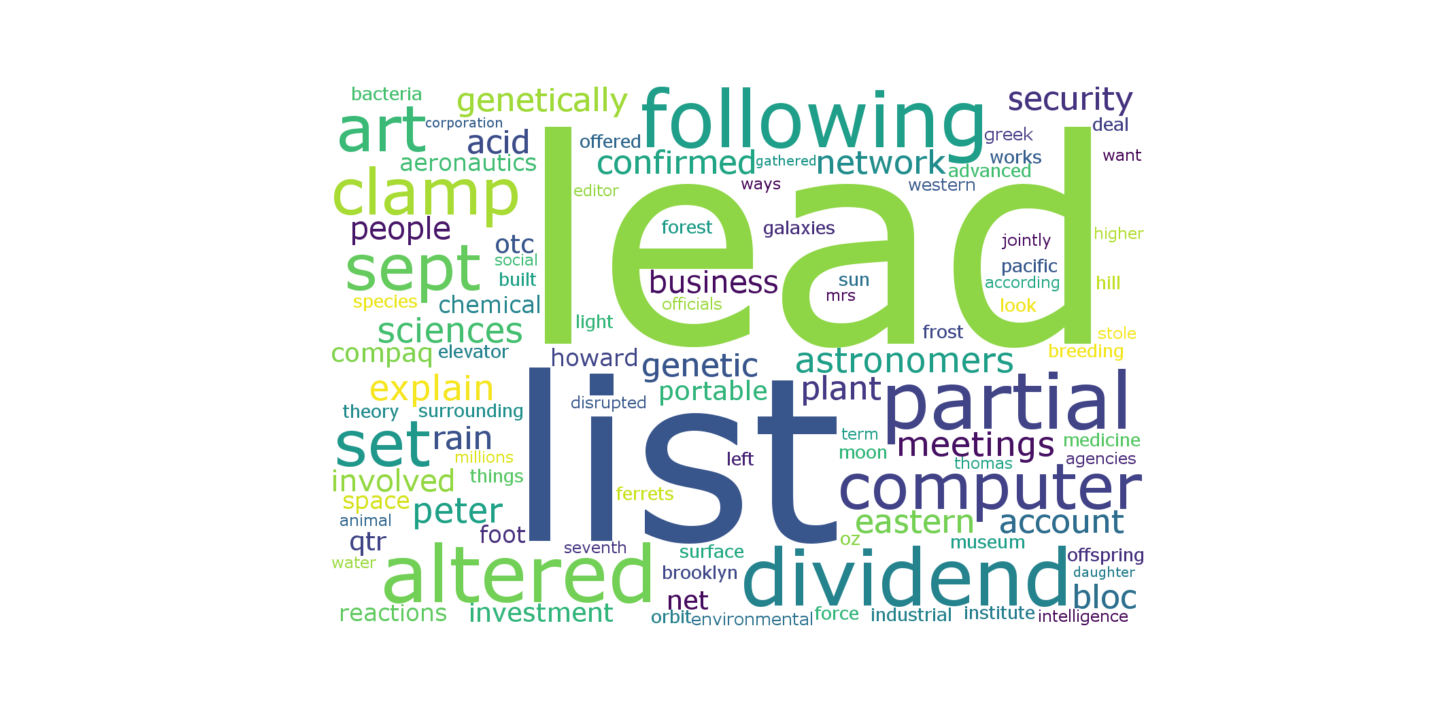 bacteria
genetically
following
security
art
corporation
acid
offered
greek
deal
aeronautics
confirmed
gathered
network
works
advanced
want
clamp
editor
lead
ways
western
people
forest
galaxies
jointly
higher
otc
sept
social
built
business
sun
pacific
according
hill
species
chemical
officials
mrs
look
sciences
light
frost
stole
compaq
elevator
howard
genetic
astronomers
breeding
explain
portable
plant
partial
theory
surrounding
disrupted
list
set
rain
term
meetings
medicine
millions
left
moon
thomas
agencies
involved
things
ferrets
computer
space
peter
animal
foot
eastern
account
qtr
seventh
surface
oz
museum
offspring
water
altered
brooklyn
dividend
daughter
net
bloc
reactions
investment
orbit
environmental
force
industrial
institute
intelligence